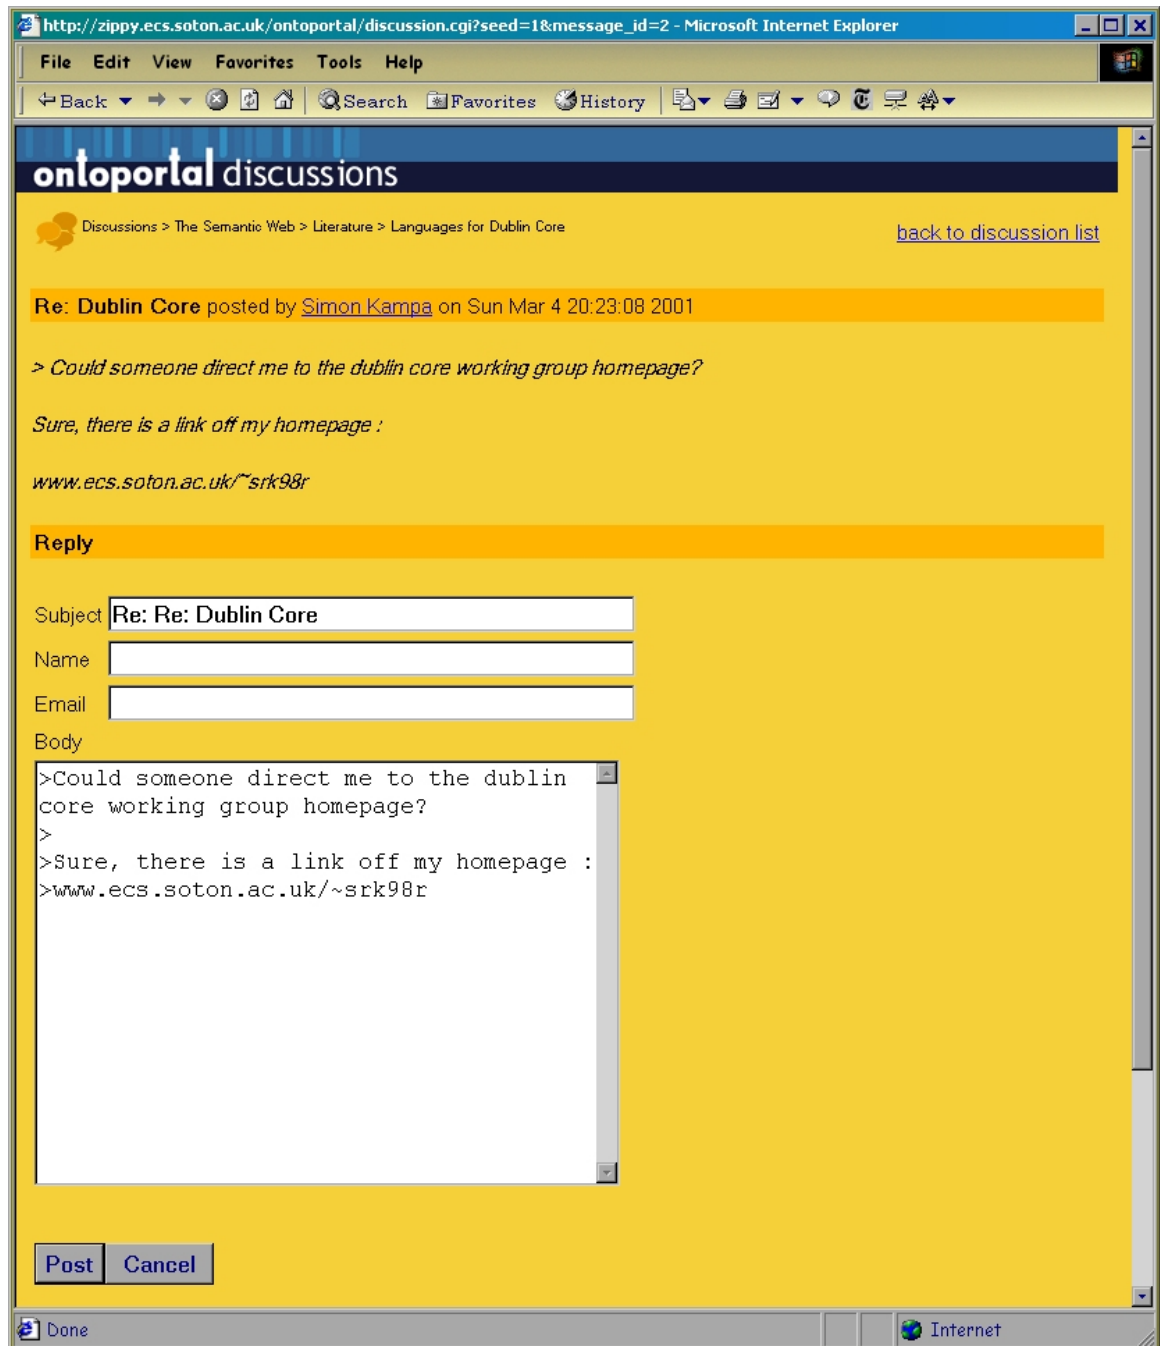 http://zippy.ecs.soton.ac.uk/ontoportal/discussion.cgi?seed=1&message_id=2 - Microsoft Internet Explorer
File Edit View Favorites Tools Help
Back Search Favorites History
ontoportal discussions
Discussions > The Semantic Web > Literature > Languages for Dublin Core
back to discussion list
Re: Dublin Core posted by Simon Kampa on Sun Mar 4 20:23:08 2001
> Could someone direct me to the dublin core working group homepage?
Sure, there is a link off my homepage :
www.ecs.soton.ac.uk/~srk98r
Reply
Subject Re: Re: Dublin Core
Name
Email
Body
>Could someone direct me to the dublin
core working group homepage?
>
>Sure, there is a link off my homepage :
>www.ecs.soton.ac.uk/~srk98r
Post Cancel
Done Internet